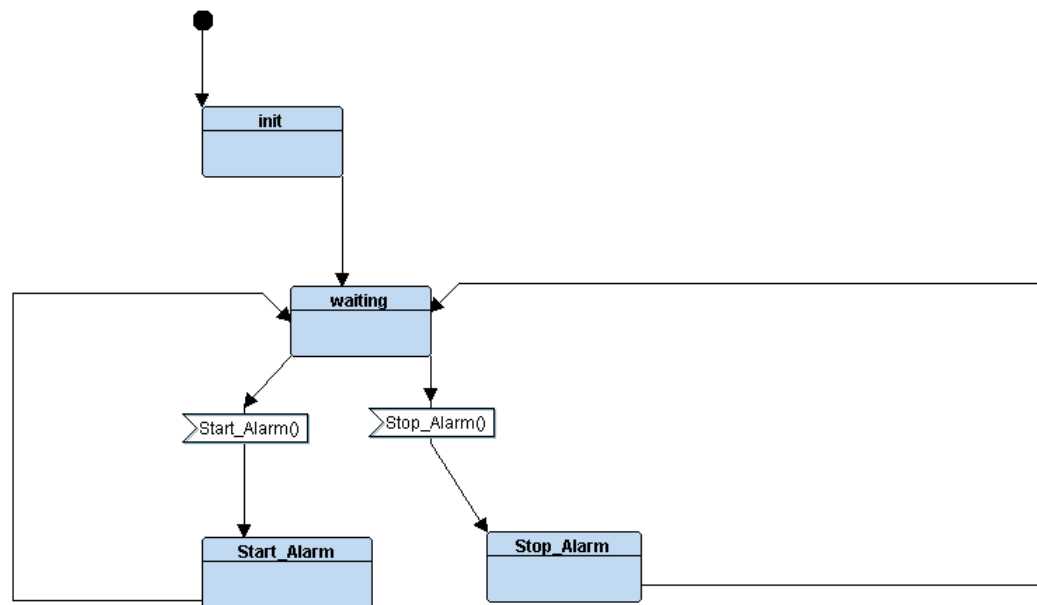 init
waiting
Start_Alarm()
Stop_Alarm()
Start_Alarm
Stop_Alarm